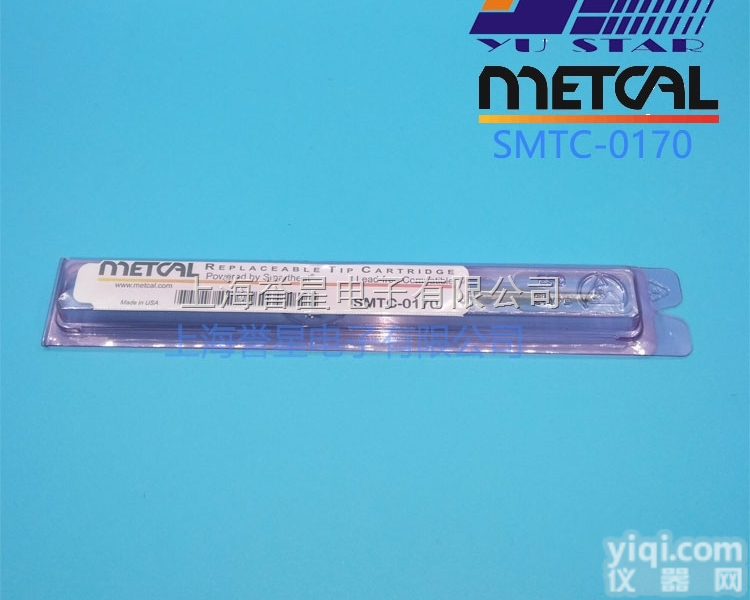 YU STAR
METCAL
SMTC-0170
METCAL REPLACEABLE TIP CARTRIDGE
Powered by Lead-free Compatible
www.metcal.com
Made in USA SMTC-0170
上海誉星电子有限公司
上海誉星电子有限公司
yiqi.com
仪器网